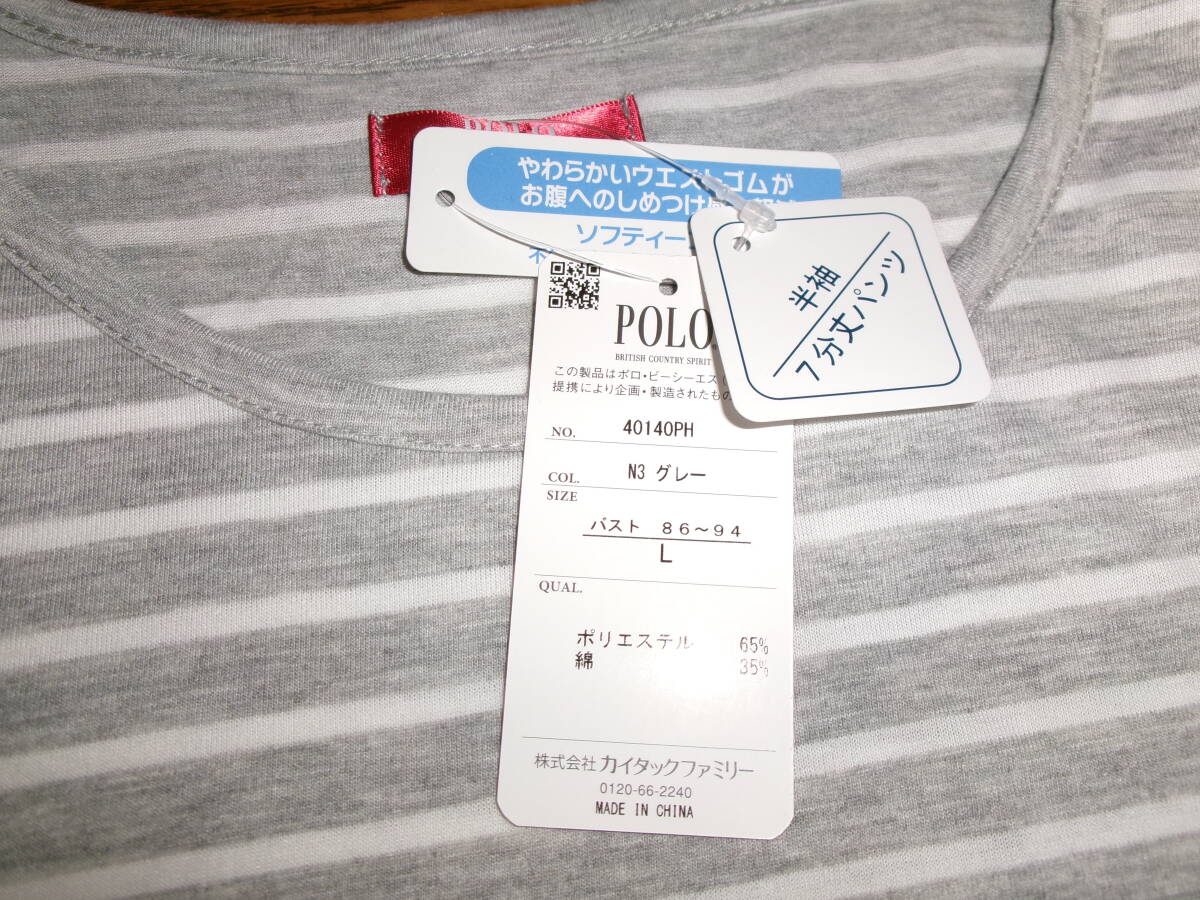 やわらかいウエストゴムが
お腹へのしめつけ
ソフティー
半袖
7分丈パンツ
POLO
BRITISH COUNTRY SPIRIT
この製品はポロ・ビーシーエス
提携により企画・製造されたもの
NO. 40140PH
COL. N3 グレー
SIZE
バスト 86～94
L
QUAL.
ポリエステル 65%
綿 35%
株式会社 カイタックファミリー
0120-66-2240
MADE IN CHINA